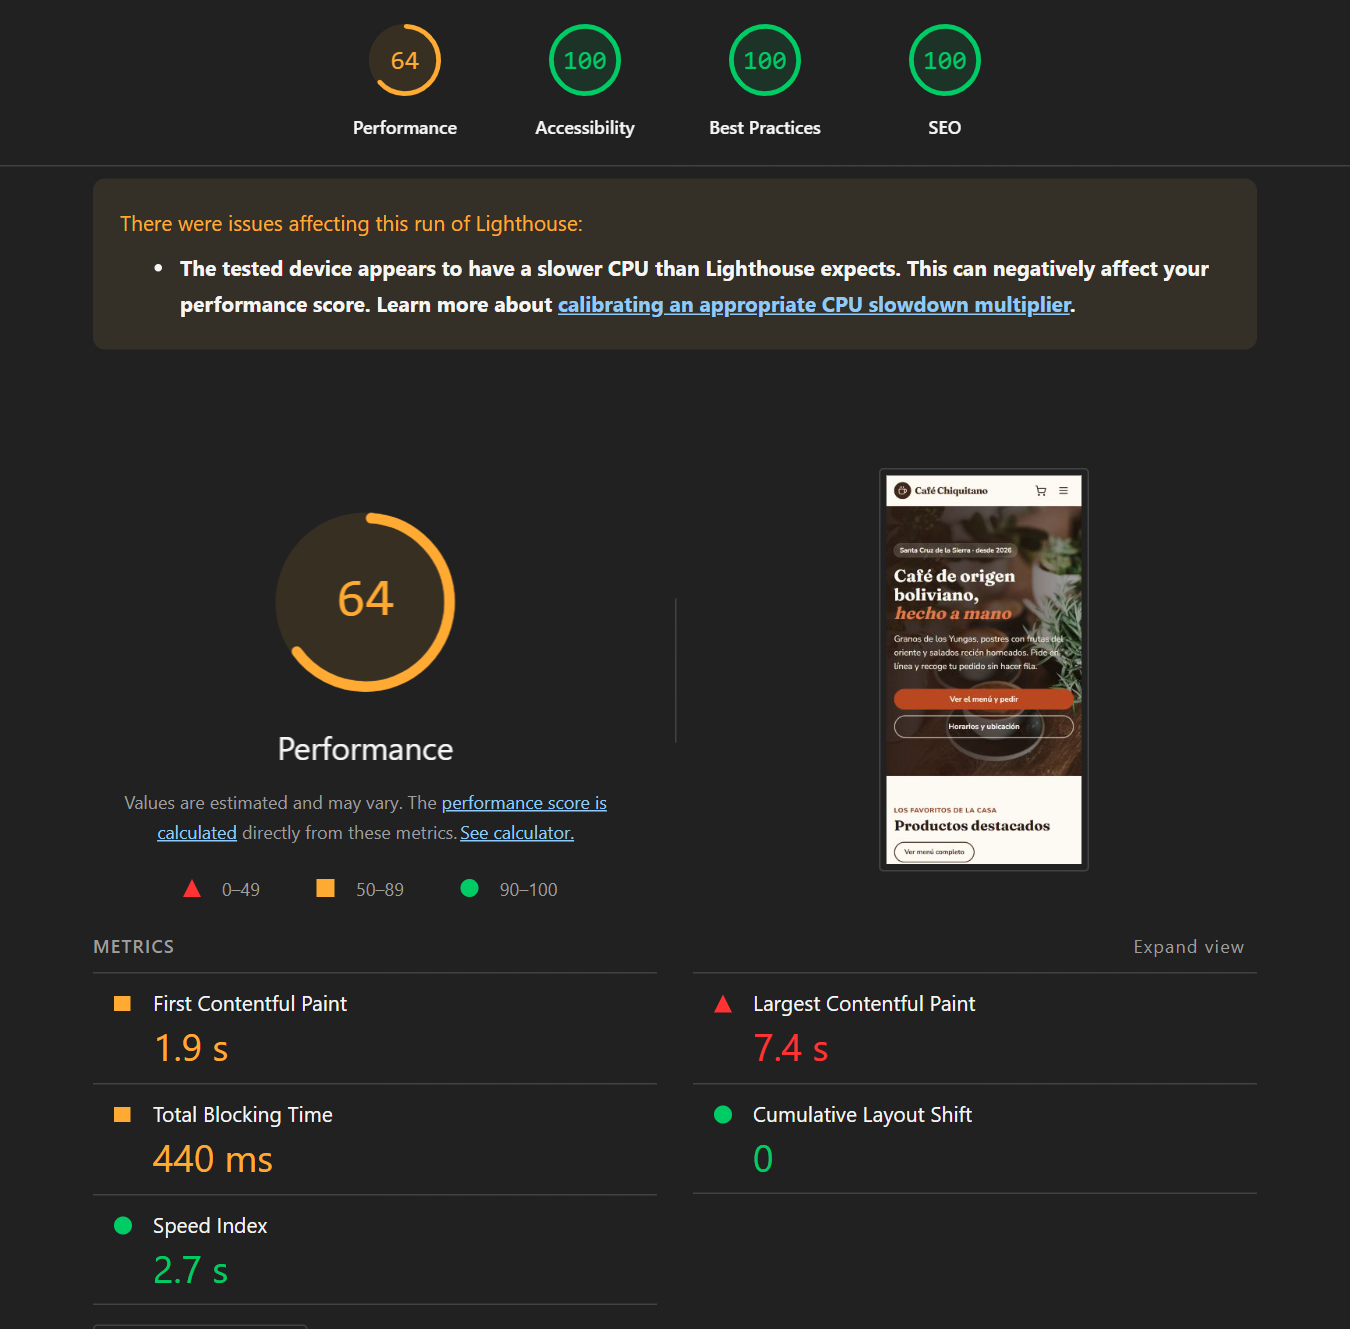 64
100
100
100
Performance
Accessibility
Best Practices
SEO
There were issues affecting this run of Lighthouse:
• The tested device appears to have a slower CPU than Lighthouse expects. This can negatively affect your
performance score. Learn more about calibrating an appropriate CPU slowdown multiplier.
64
Performance
Values are estimated and may vary. The performance score is
calculated directly from these metrics. See calculator.
0–49
50–89
90–100
Café Chiquitano
Santa Cruz de la Sierra · desde 2026
Café de origen
boliviano,
hecho a mano
Granos de los Yungas, postres con frutas del
oriente y salados recién horneados. Pide en
línea y recoge tu pedido sin hacer fila.
Ver el menú y pedir
Horarios y ubicación
LOS FAVORITOS DE LA CASA
Productos destacados
Ver menú completo
METRICS
Expand view
First Contentful Paint
1.9 s
Largest Contentful Paint
7.4 s
Total Blocking Time
440 ms
Cumulative Layout Shift
0
Speed Index
2.7 s